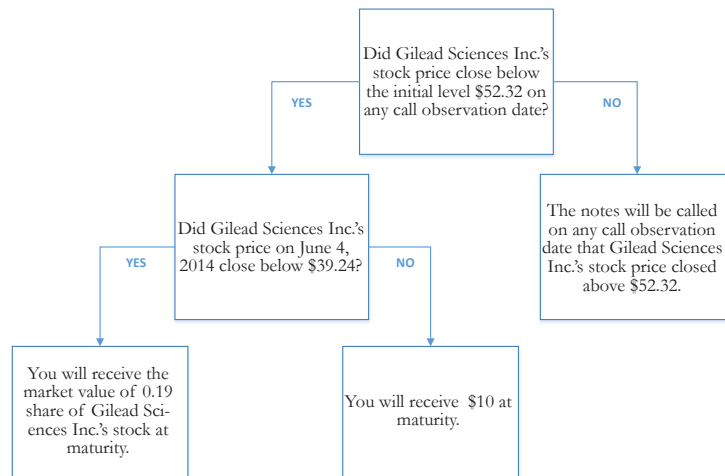 Did Gilead Sciences Inc.'s
stock price close below
the initial level $52.32 on
any call observation date?
YES
NO
Did Gilead Sciences Inc.'s
stock price on June 4,
2014 close below $39.24?
The notes will be called
on any call observation
date that Gilead Sciences
Inc.'s stock price closed
above $52.32.
YES
NO
You will receive the
market value of 0.19
share of Gilead Sci-
ences Inc.'s stock at
maturity.
You will receive $10 at
maturity.